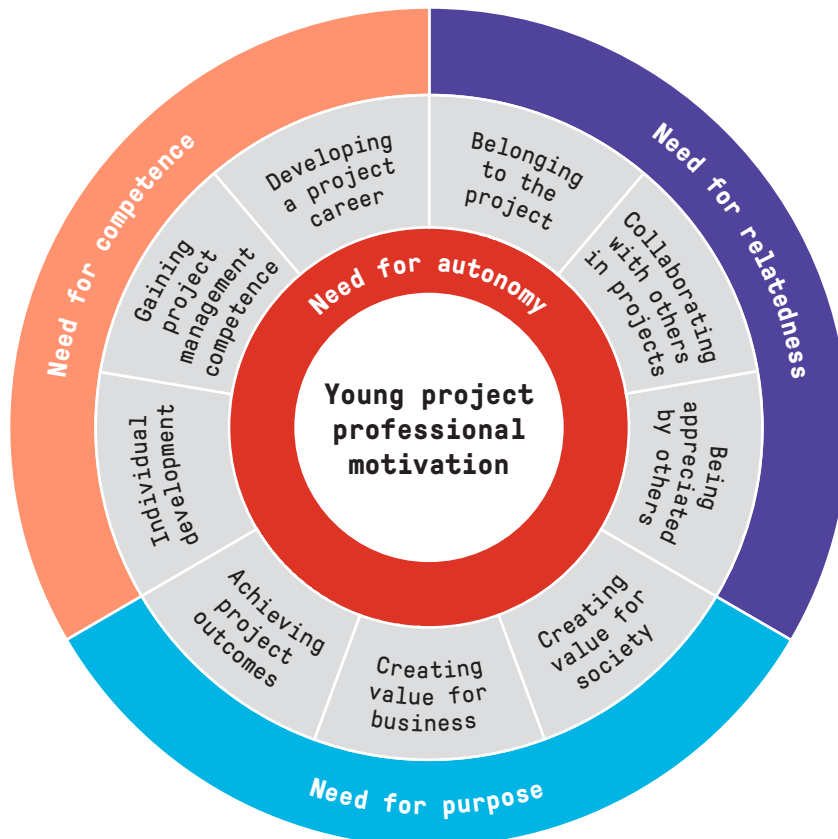 Need for competence
Need for relatedness
Developing
a project
career
Belonging
to the
project
Gaining
project
management
competence
Collaborating
with others
in projects
Need for autonomy
Young project
professional
motivation
Individual
development
Being
appreciated
by others
Achieving
project
outcomes
Creating
value for
business
Creating
value for
society
Need for purpose